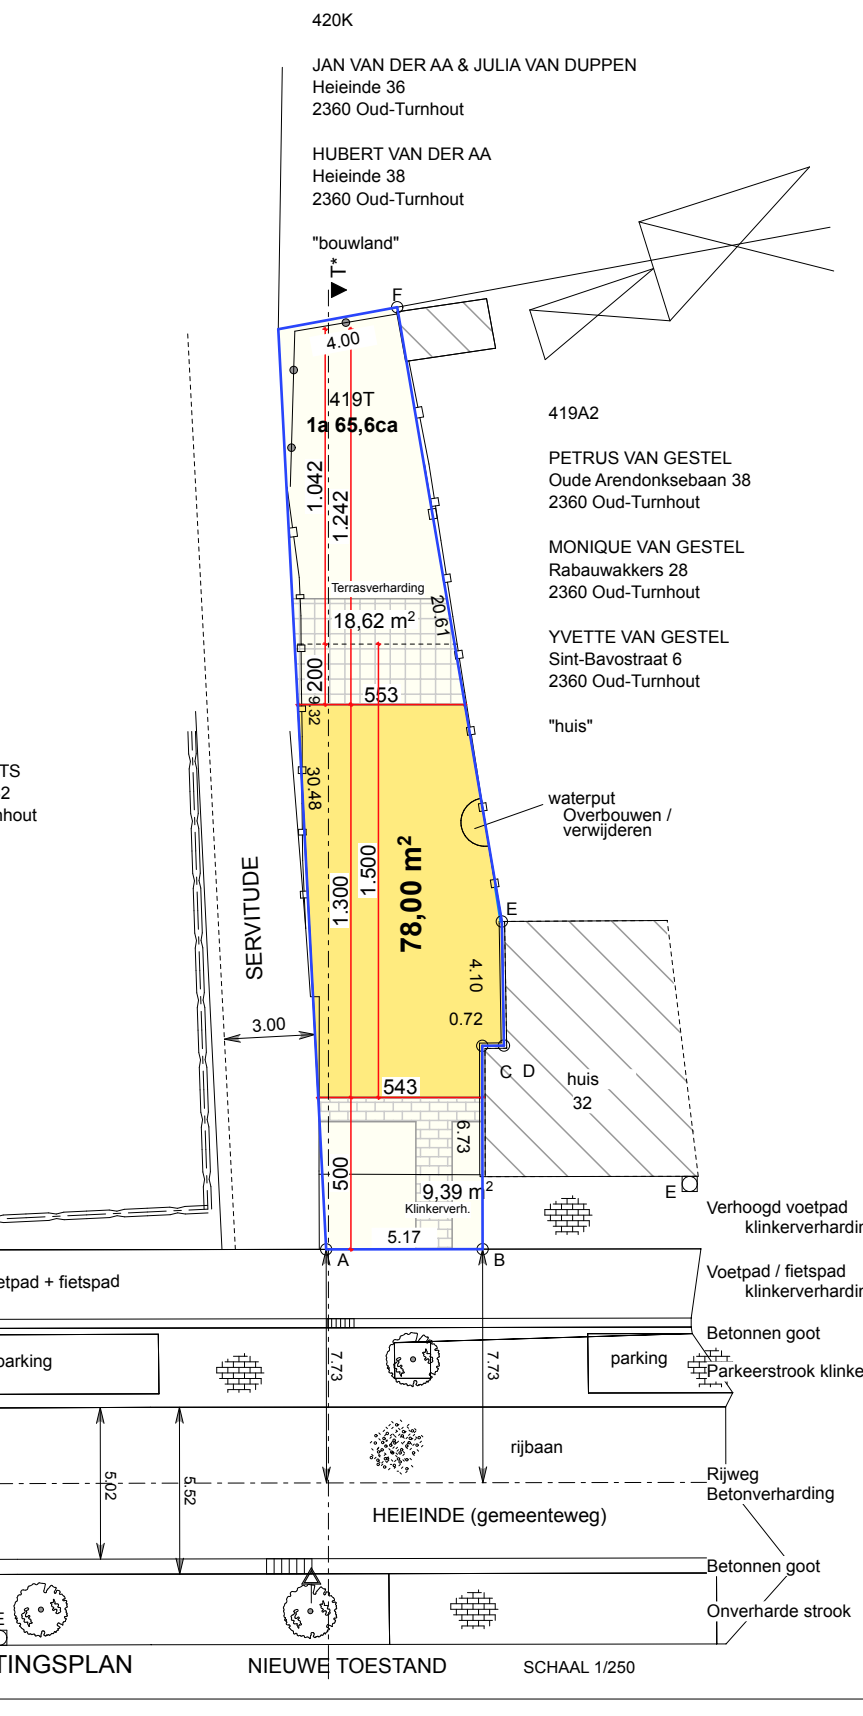 420K
JAN VAN DER AA & JULIA VAN DUPPEN
Heieinde 36
2360 Oud-Turnhout
HUBERT VAN DER AA
Heieinde 38
2360 Oud-Turnhout
"bouwland"
T*
F
4.00
419T
1a 65,6ca
1.042
1.242
419A2
PETRUS VAN GESTEL
Oude Arendonksebaan 38
2360 Oud-Turnhout
MONIQUE VAN GESTEL
Rabauwakkers 28
2360 Oud-Turnhout
YVETTE VAN GESTEL
Sint-Bavostraat 6
2360 Oud-Turnhout
"huis"
Terrasverharding
20.61
18,62 m²
200
553
9.32
TS
2
nhout
30.48
waterput
Overbouwen /
verwijderen
78,00 m²
1.500
1.300
SERVITUDE
E
4.10
0.72
3.00
C D
huis
32
543
6.73
500
9,39 m²
Klinkerverh.
E
5.17
A
B
Verhoogd voetpad
klinkerverhardin
etpad + fietspad
Voetpad / fietspad
klinkerverhardin
Betonnen goot
parking
7.73
7.73
parking
Parkeerstrook klinke
rijbaan
5.02
5.52
Rijweg
Betonverharding
HEIEINDE (gemeenteweg)
Betonnen goot
E
Onverharde strook
TINGSPLAN
NIEUWE TOESTAND
SCHAAL 1/250